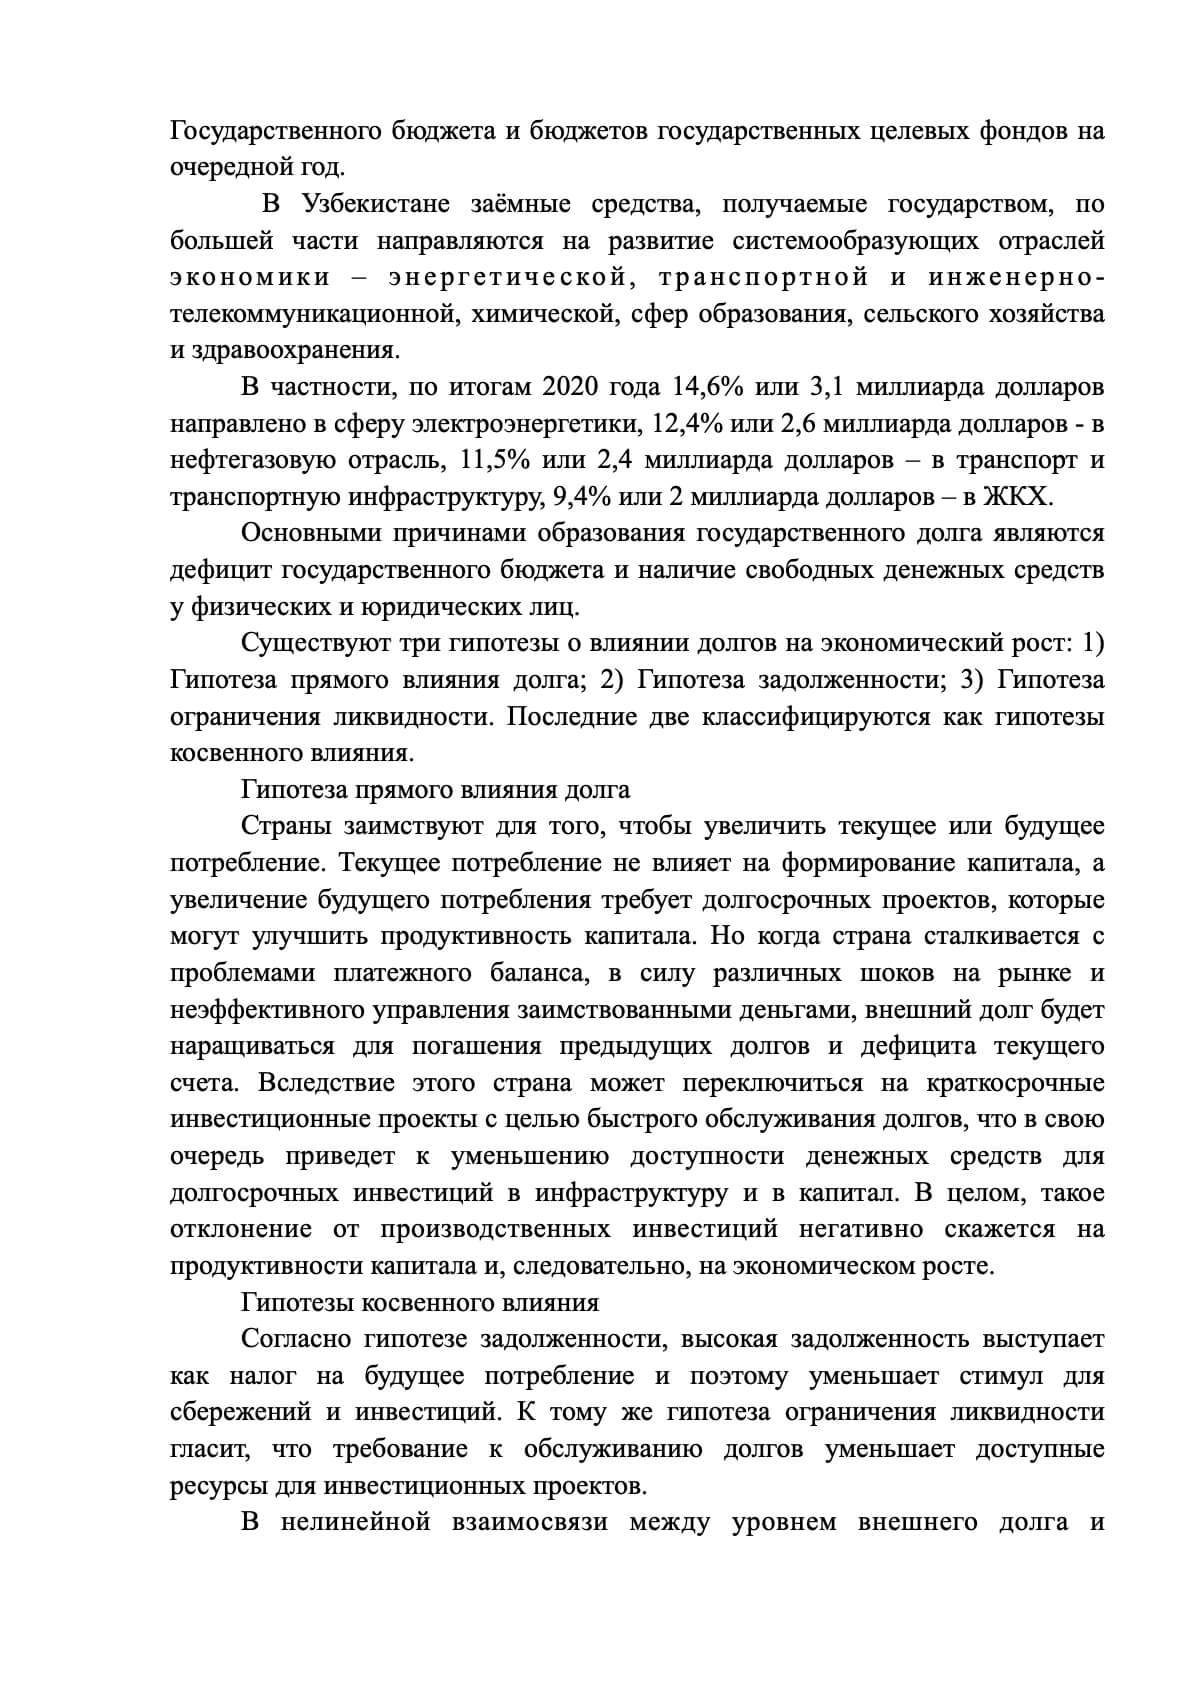 Государственного бюджета и бюджетов государственных целевых фондов на
очередной год.
В Узбекистане заёмные средства, получаемые государством, по
большей части направляются на развитие системообразующих отраслей
экономики – энергетической, транспортной и инженерно-
телекоммуникационной, химической, сфер образования, сельского хозяйства
и здравоохранения.
В частности, по итогам 2020 года 14,6% или 3,1 миллиарда долларов
направлено в сферу электроэнергетики, 12,4% или 2,6 миллиарда долларов - в
нефтегазовую отрасль, 11,5% или 2,4 миллиарда долларов – в транспорт и
транспортную инфраструктуру, 9,4% или 2 миллиарда долларов – в ЖКХ.
Основными причинами образования государственного долга являются
дефицит государственного бюджета и наличие свободных денежных средств
у физических и юридических лиц.
Существуют три гипотезы о влиянии долгов на экономический рост: 1)
Гипотеза прямого влияния долга; 2) Гипотеза задолженности; 3) Гипотеза
ограничения ликвидности. Последние две классифицируются как гипотезы
косвенного влияния.
Гипотеза прямого влияния долга
Страны заимствуют для того, чтобы увеличить текущее или будущее
потребление. Текущее потребление не влияет на формирование капитала, а
увеличение будущего потребления требует долгосрочных проектов, которые
могут улучшить продуктивность капитала. Но когда страна сталкивается с
проблемами платежного баланса, в силу различных шоков на рынке и
неэффективного управления заимствованными деньгами, внешний долг будет
наращиваться для погашения предыдущих долгов и дефицита текущего
счета. Вследствие этого страна может переключиться на краткосрочные
инвестиционные проекты с целью быстрого обслуживания долгов, что в свою
очередь приведет к уменьшению доступности денежных средств для
долгосрочных инвестиций в инфраструктуру и в капитал. В целом, такое
отклонение от производственных инвестиций негативно скажется на
продуктивности капитала и, следовательно, на экономическом росте.
Гипотезы косвенного влияния
Согласно гипотезе задолженности, высокая задолженность выступает
как налог на будущее потребление и поэтому уменьшает стимул для
сбережений и инвестиций. К тому же гипотеза ограничения ликвидности
гласит, что требование к обслуживанию долгов уменьшает доступные
ресурсы для инвестиционных проектов.
В нелинейной взаимосвязи между уровнем внешнего долга и